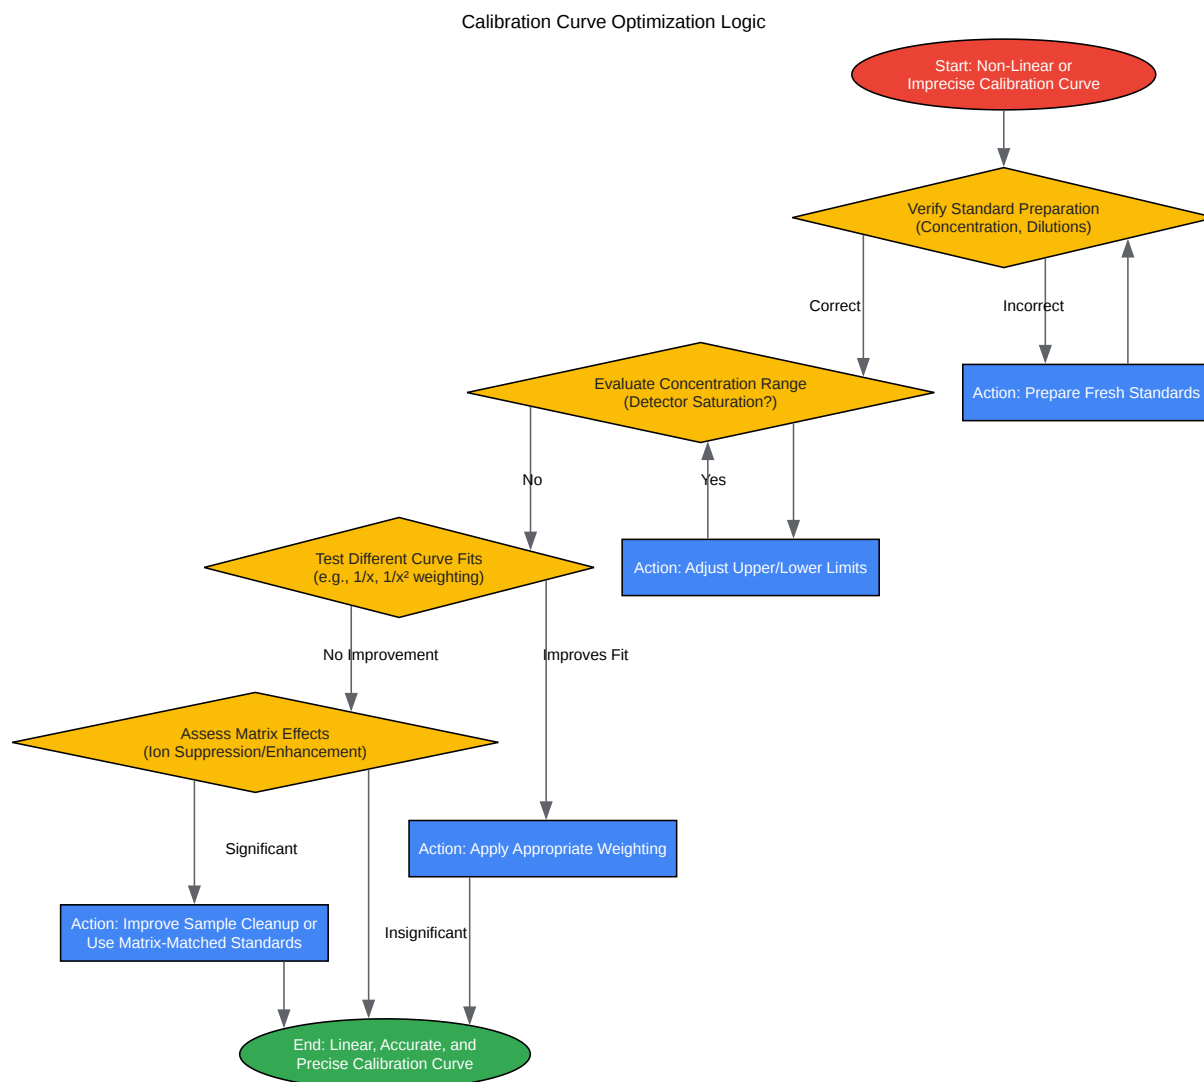 Calibration Curve Optimization Logic
Start: Non-Linear or
Imprecise Calibration Curve
Verify Standard Preparation
(Concentration, Dilutions)
Correct
Incorrect
Evaluate Concentration Range
(Detector Saturation?)
Action: Prepare Fresh Standards
No
Yes
Test Different Curve Fits
(e.g., 1/x, 1/x² weighting)
Action: Adjust Upper/Lower Limits
No Improvement
Improves Fit
Assess Matrix Effects
(Ion Suppression/Enhancement)
Significant
Action: Apply Appropriate Weighting
Action: Improve Sample Cleanup or
Use Matrix-Matched Standards
Insignificant
End: Linear, Accurate, and
Precise Calibration Curve